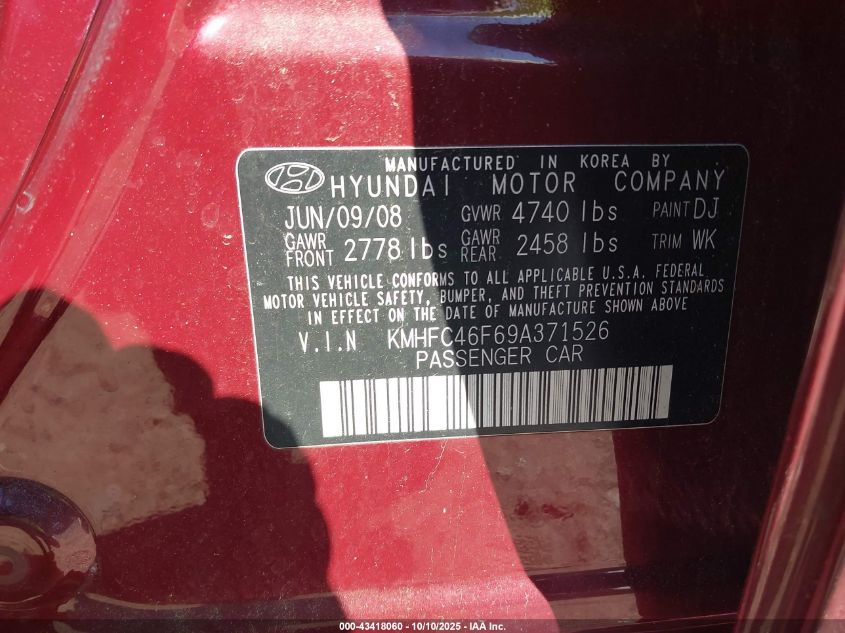 MANUFACTURED IN KOREA BY
HYUNDAI MOTOR COMPANY
JUN/09/08 GVWR 4740 lbs PAINT DJ
GAWR FRONT 2778 lbs GAWR REAR 2458 lbs TRIM WK
THIS VEHICLE CONFORMS TO ALL APPLICABLE U.S.A. FEDERAL
MOTOR VEHICLE SAFETY, BUMPER, AND THEFT PREVENTION STANDARDS
IN EFFECT ON THE DATE OF MANUFACTURE SHOWN ABOVE
V.I.N KMHFC46F69A371526
PASSENGER CAR
000-43418060 - 10/10/2025 - IAA Inc.